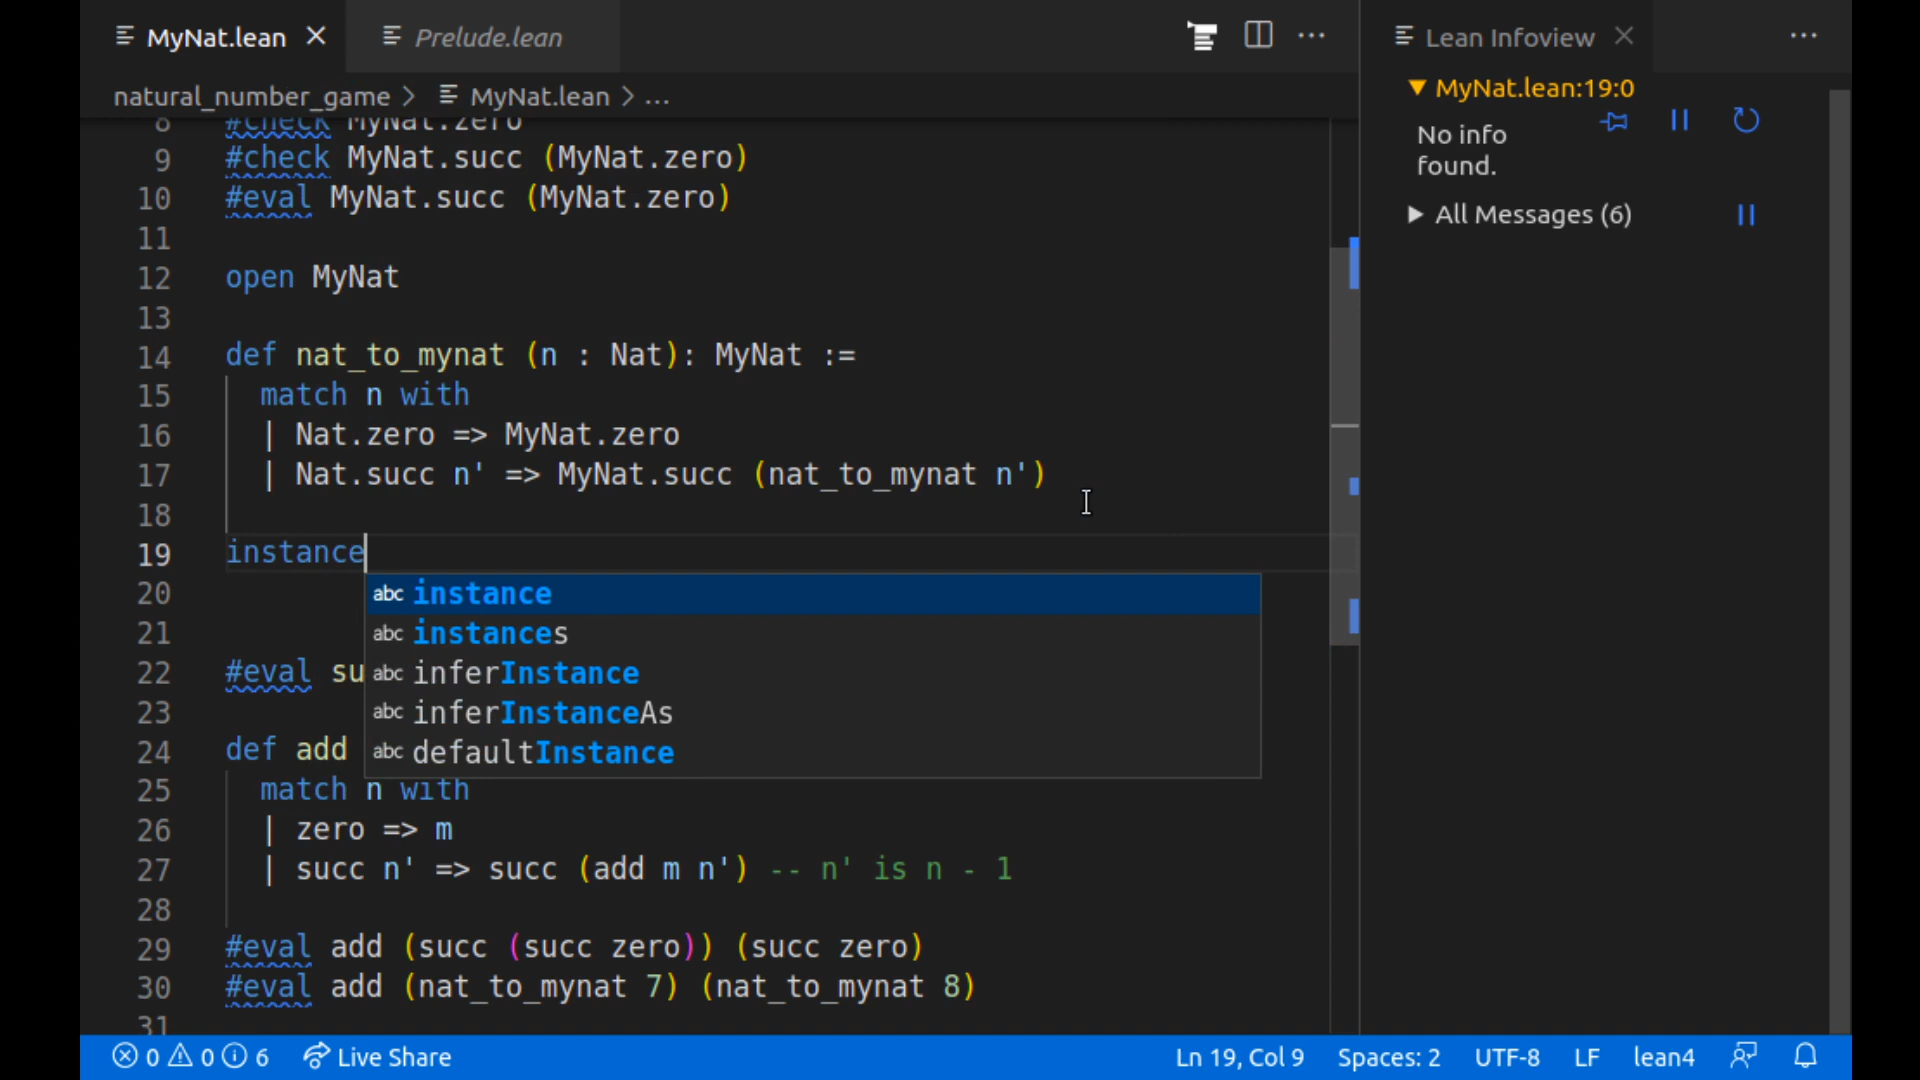 MyNat.lean
Prelude.lean
Lean Infoview
natural_number_game > MyNat.lean > ...
MyNat.lean:19:0
No info
found.
All Messages (6)
8 #check MyNat.zero
9 #check MyNat.succ (MyNat.zero)
10 #eval MyNat.succ (MyNat.zero)
11
12 open MyNat
13
14 def nat_to_mynat (n : Nat): MyNat :=
15 match n with
16 | Nat.zero => MyNat.zero
17 | Nat.succ n' => MyNat.succ (nat_to_mynat n')
18
19 instance
20
21
22 #eval su
23
24 def add
abc instance
abc instances
abc inferInstance
abc inferInstanceAs
abc defaultInstance
25 match n with
26 | zero => m
27 | succ n' => succ (add m n') -- n' is n - 1
28
29 #eval add (succ (succ zero)) (succ zero)
30 #eval add (nat_to_mynat 7) (nat_to_mynat 8)
31
0 0 6 Live Share Ln 19, Col 9 Spaces: 2 UTF-8 LF lean4